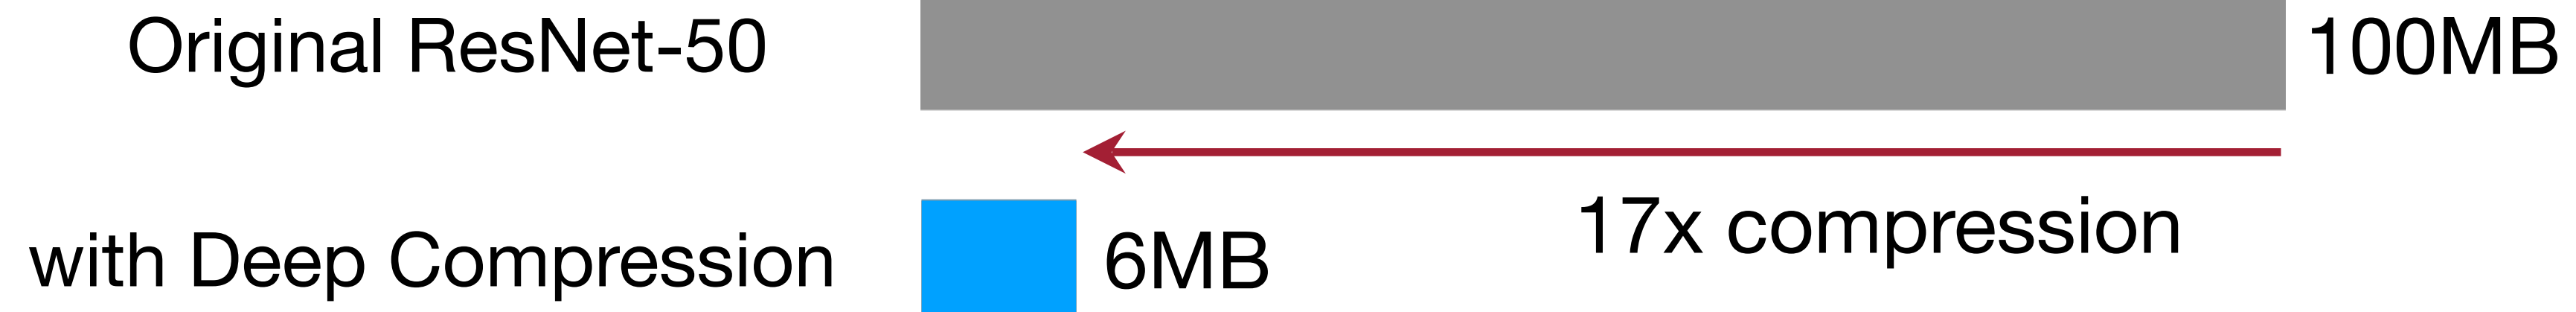 Original ResNet-50
100MB
17x compression
with Deep Compression
6MB